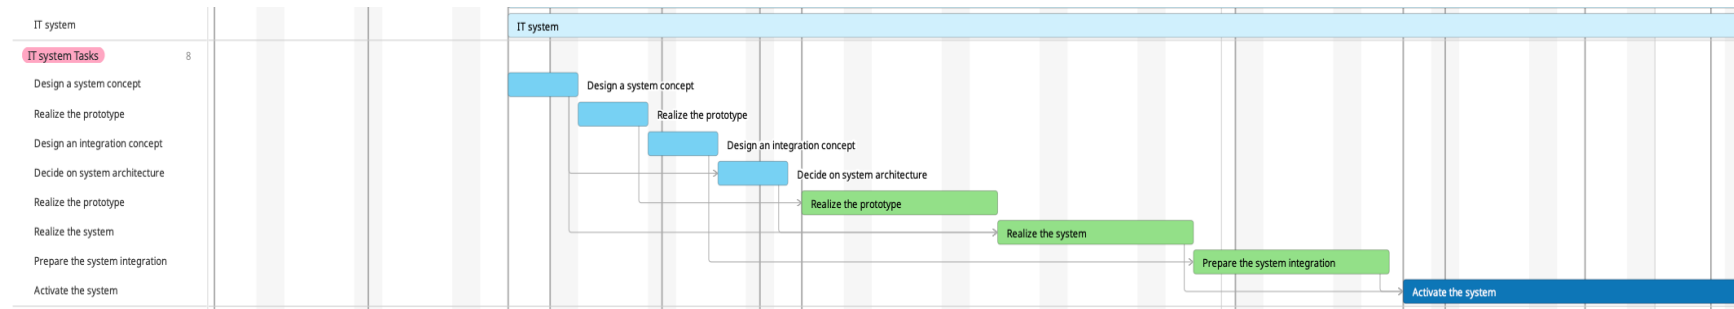 IT system
IT system
IT system Tasks 8
Design a system concept
Design a system concept
Realize the prototype
Realize the prototype
Design an integration concept
Design an integration concept
Decide on system architecture
Decide on system architecture
Realize the prototype
Realize the prototype
Realize the system
Realize the system
Prepare the system integration
Prepare the system integration
Activate the system
Activate the system